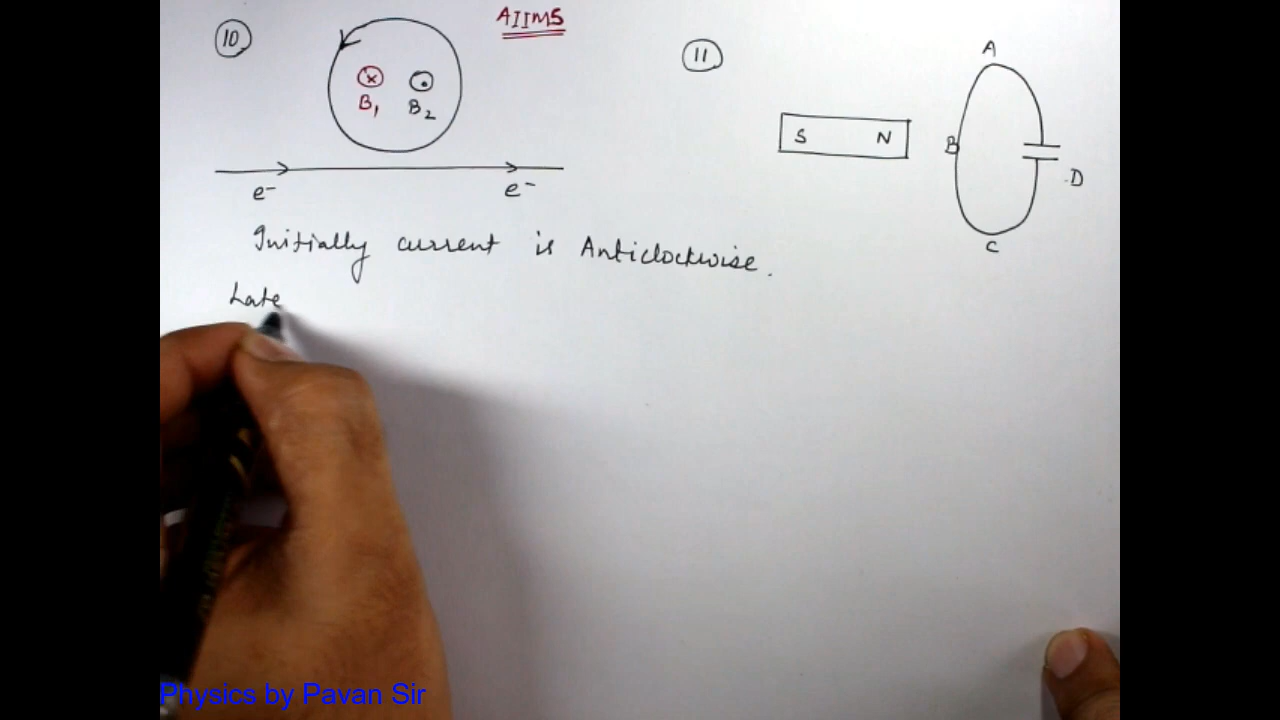 10
AIIMS
B1
B2
e-
e-
Initially current is Anticlockwise.
Late
11
S N
A
B
D
C
Physics by Pavan Sir